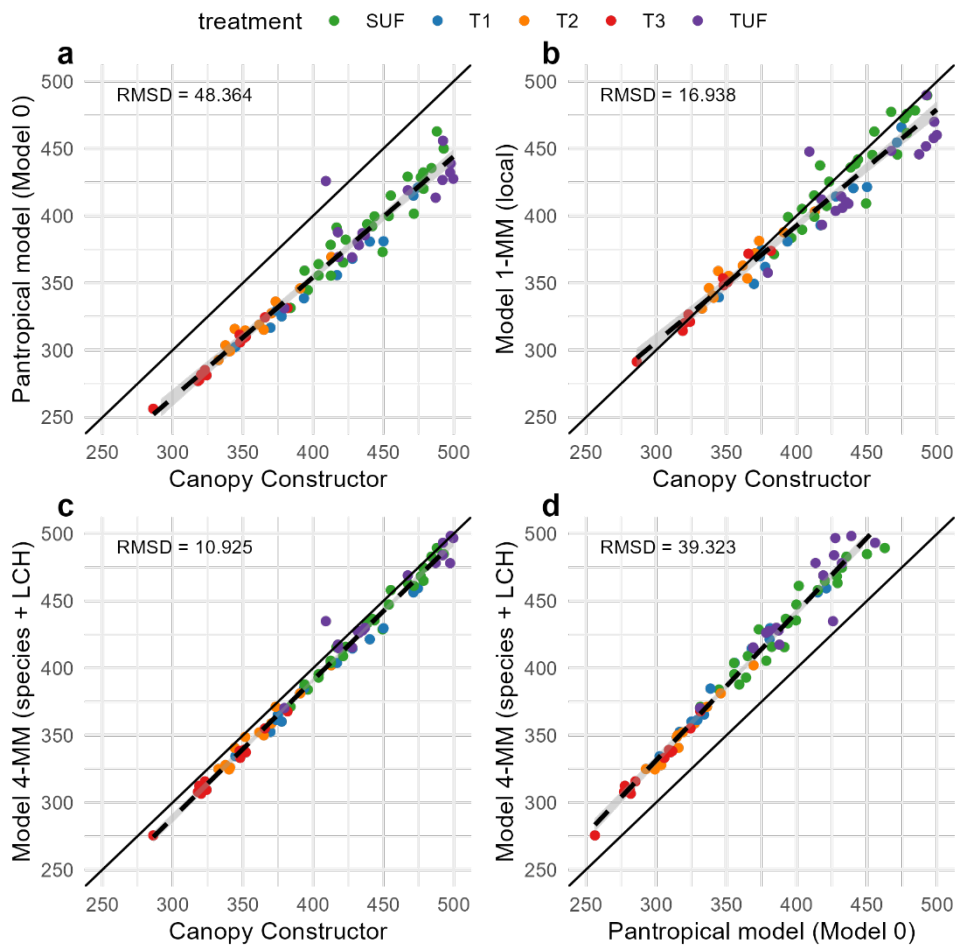 treatment SUF T1 T2 T3 TUF
a
RMSD = 48.364
Pantropical model (Model 0)
500
450
400
350
300
250
250 300 350 400 450 500
Canopy Constructor
b
RMSD = 16.938
Model 1-MM (local)
500
450
400
350
300
250
250 300 350 400 450 500
Canopy Constructor
c
RMSD = 10.925
Model 4-MM (species + LCH)
500
450
400
350
300
250
250 300 350 400 450 500
Canopy Constructor
d
RMSD = 39.323
Model 4-MM (species + LCH)
500
450
400
350
300
250
250 300 350 400 450 500
Pantropical model (Model 0)